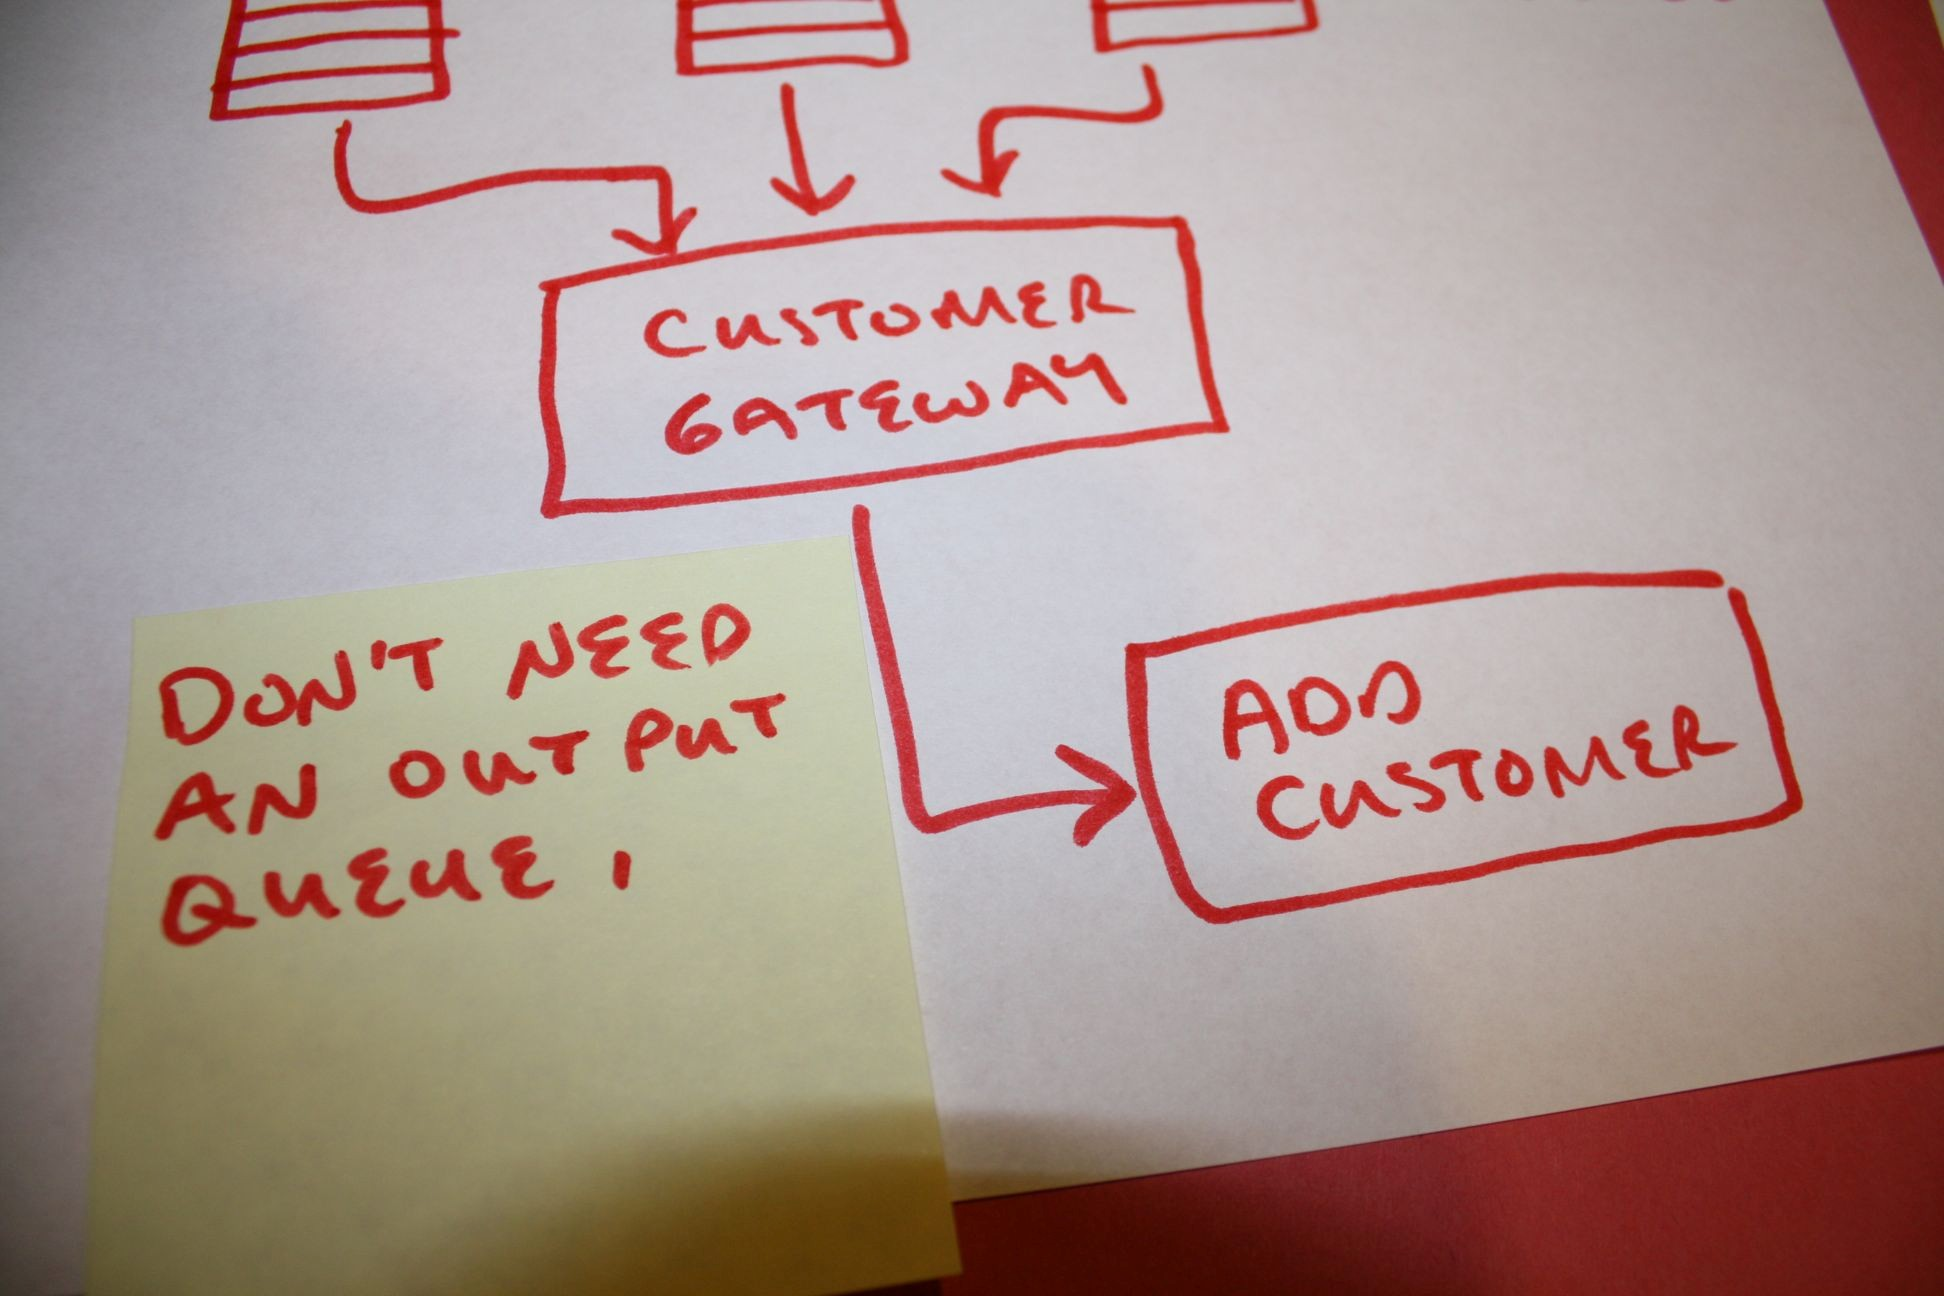 CUSTOMER
GATEWAY
DON'T NEED
AN OUTPUT
QUEUE,
ADD
CUSTOMER